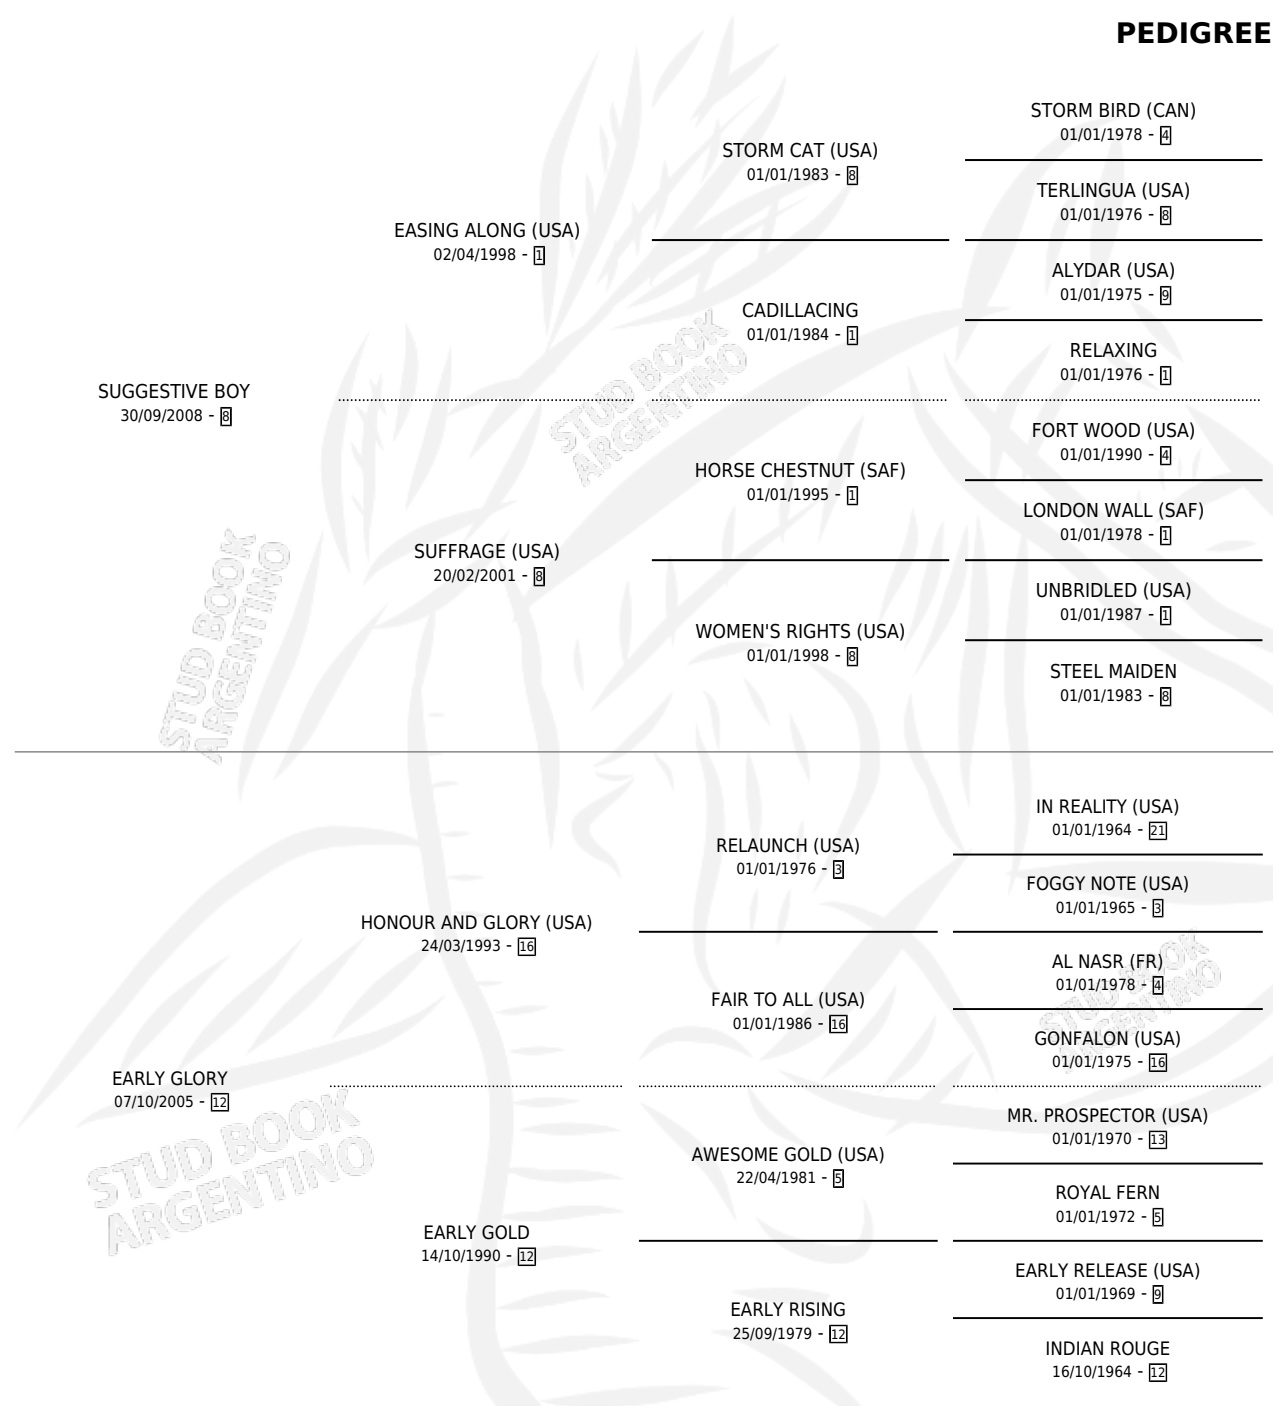 PEDIGREE
STORM BIRD (CAN)
01/01/1978 - 4
STORM CAT (USA)
01/01/1983 - 8
TERLINGUA (USA)
01/01/1976 - 8
EASING ALONG (USA)
02/04/1998 - 1
ALYDAR (USA)
01/01/1975 - 9
CADILLACING
01/01/1984 - 1
RELAXING
01/01/1976 - 1
SUGGESTIVE BOY
30/09/2008 - 8
FORT WOOD (USA)
01/01/1990 - 4
HORSE CHESTNUT (SAF)
01/01/1995 - 1
LONDON WALL (SAF)
01/01/1978 - 1
SUFFRAGE (USA)
20/02/2001 - 8
UNBRIDLED (USA)
01/01/1987 - 1
WOMEN'S RIGHTS (USA)
01/01/1998 - 8
STEEL MAIDEN
01/01/1983 - 8
IN REALITY (USA)
01/01/1964 - 21
RELAUNCH (USA)
01/01/1976 - 3
FOGGY NOTE (USA)
01/01/1965 - 3
HONOUR AND GLORY (USA)
24/03/1993 - 16
AL NASR (FR)
01/01/1978 - 4
FAIR TO ALL (USA)
01/01/1986 - 16
GONFALON (USA)
01/01/1975 - 16
EARLY GLORY
07/10/2005 - 12
MR. PROSPECTOR (USA)
01/01/1970 - 13
AWESOME GOLD (USA)
22/04/1981 - 5
ROYAL FERN
01/01/1972 - 5
EARLY GOLD
14/10/1990 - 12
EARLY RELEASE (USA)
01/01/1969 - 9
EARLY RISING
25/09/1979 - 12
INDIAN ROUGE
16/10/1964 - 12
STUD BOOK
ARGENTINO
STUD BOOK
ARGENTINO
STUD BOOK
ARGENTINO
STUD BOOK
ARGENTINO